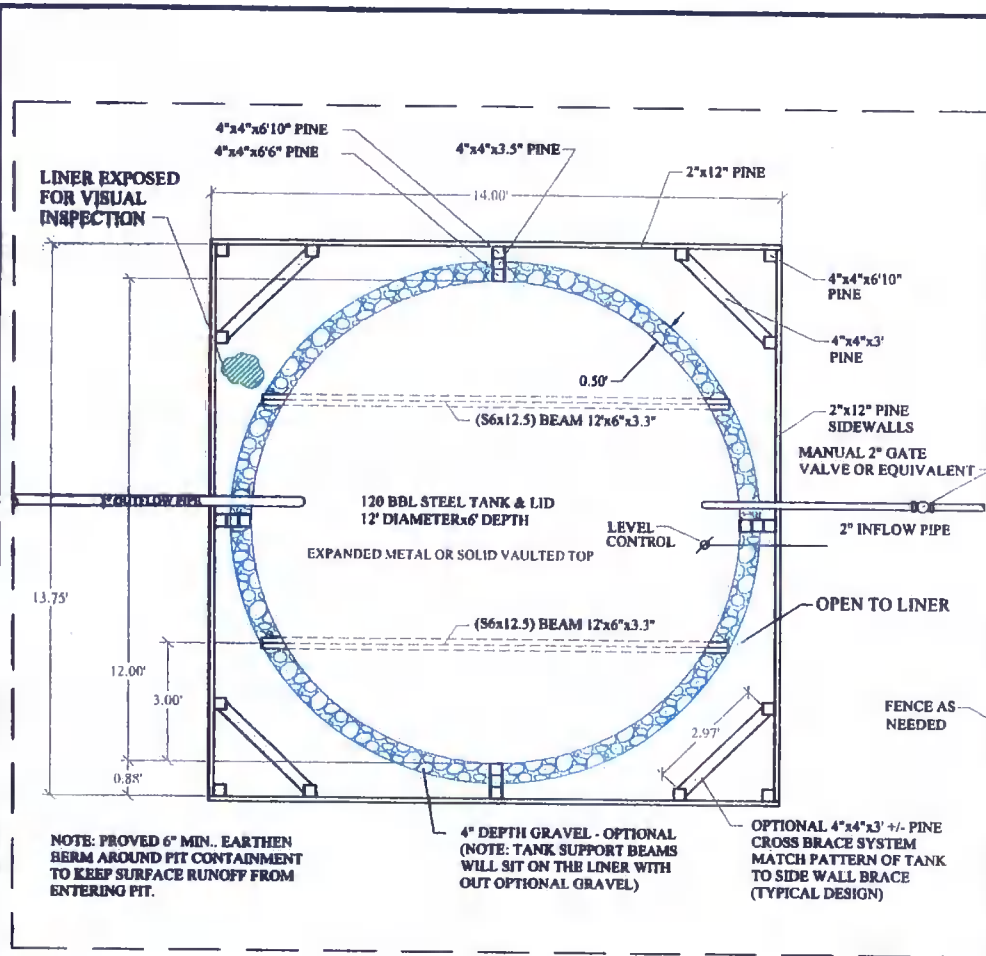 4"x4"x6'10" PINE
4"x4"x6'6" PINE
4"x4"x3.5" PINE
2"x12" PINE
LINER EXPOSED
FOR VISUAL
INSPECTION
14.00'
4"x4"x6'10"
PINE
4"x4"x3'
PINE
0.50'
(S6x12.5) BEAM 12'x6"x3.3"
2"x12" PINE
SIDEWALLS
MANUAL 2" GATE
VALVE OR EQUIVALENT
OUTFLOW PIPE
120 BBL STEEL TANK & LID
12' DIAMETERx6' DEPTH
LEVEL
CONTROL
2" INFLOW PIPE
EXPANDED METAL OR SOLID VAULTED TOP
13.75'
OPEN TO LINER
(S6x12.5) BEAM 12'x6"x3.3"
12.00'
3.00'
FENCE AS
NEEDED
2.97'
0.88'
NOTE: PROVED 6" MIN.. EARTHEN
BERM AROUND PIT CONTAINMENT
TO KEEP SURFACE RUNOFF FROM
ENTERING PIT.
4" DEPTH GRAVEL - OPTIONAL
(NOTE: TANK SUPPORT BEAMS
WILL SIT ON THE LINER WITH
OUT OPTIONAL GRAVEL)
OPTIONAL 4"x4"x3' +/- PINE
CROSS BRACE SYSTEM
MATCH PATTERN OF TANK
TO SIDE WALL BRACE
(TYPICAL DESIGN)